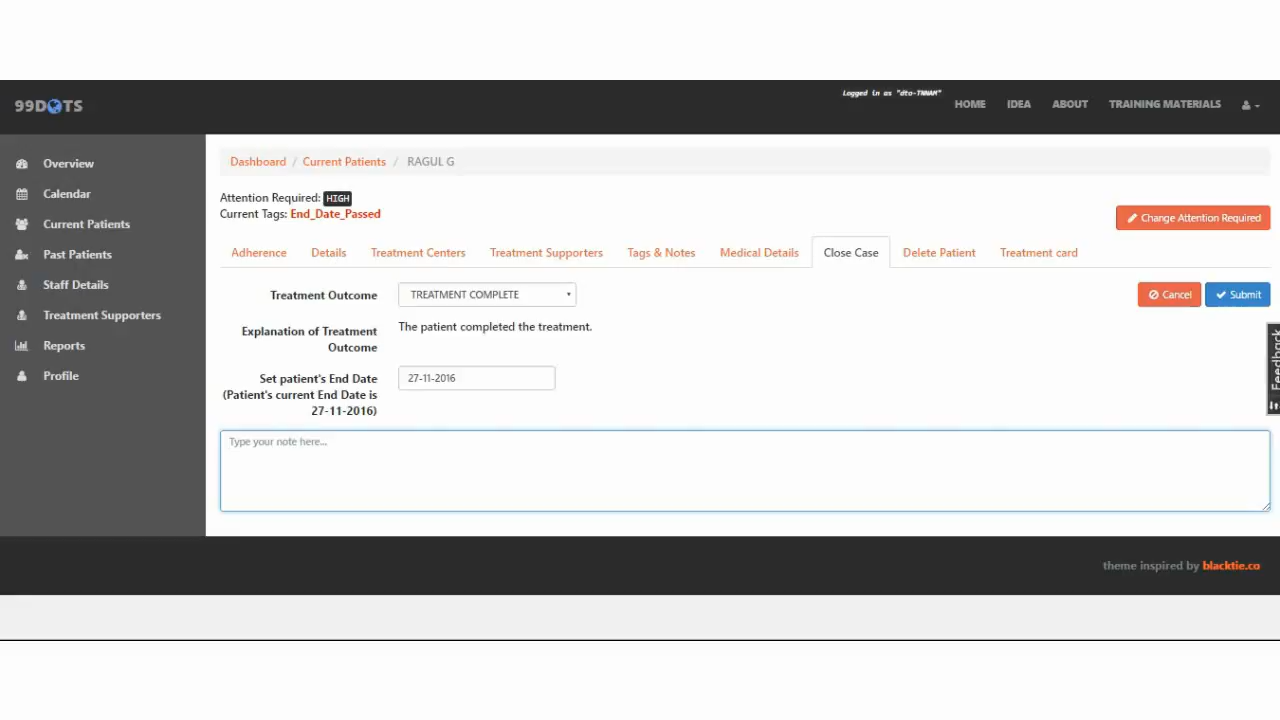 Logged in as "dto-TNNAM"
99DOTS
HOME IDEA ABOUT TRAINING MATERIALS
Overview
Calendar
Current Patients
Past Patients
Staff Details
Treatment Supporters
Reports
Profile
Dashboard / Current Patients / RAGUL G
Attention Required: HIGH
Current Tags: End_Date_Passed
Change Attention Required
Adherence Details Treatment Centers Treatment Supporters Tags & Notes Medical Details Close Case Delete Patient Treatment card
Treatment Outcome TREATMENT COMPLETE
Cancel Submit
Explanation of Treatment
Outcome
The patient completed the treatment.
Set patient's End Date
(Patient's current End Date is
27-11-2016)
27-11-2016
Type your note here...
Feedback
theme inspired by blacktie.co